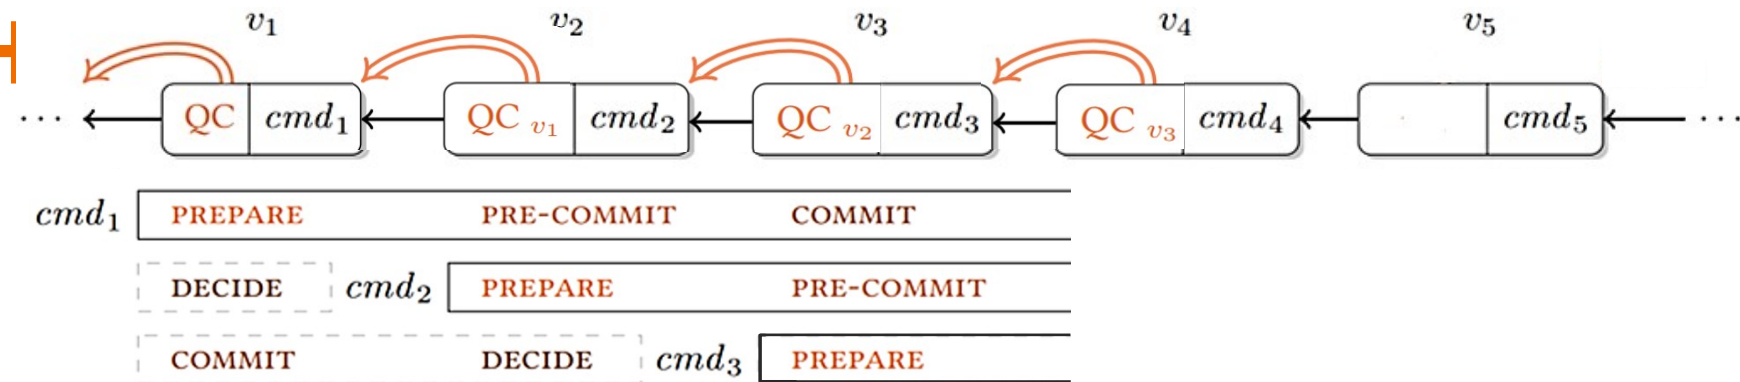 v₁ v₂ v₃ v₄ v₅
··· QC cmd₁ QC v₁ cmd₂ QC v₂ cmd₃ QC v₃ cmd₄ cmd₅ ···
cmd₁ PREPARE PRE-COMMIT COMMIT
DECIDE cmd₂ PREPARE PRE-COMMIT
COMMIT DECIDE cmd₃ PREPARE